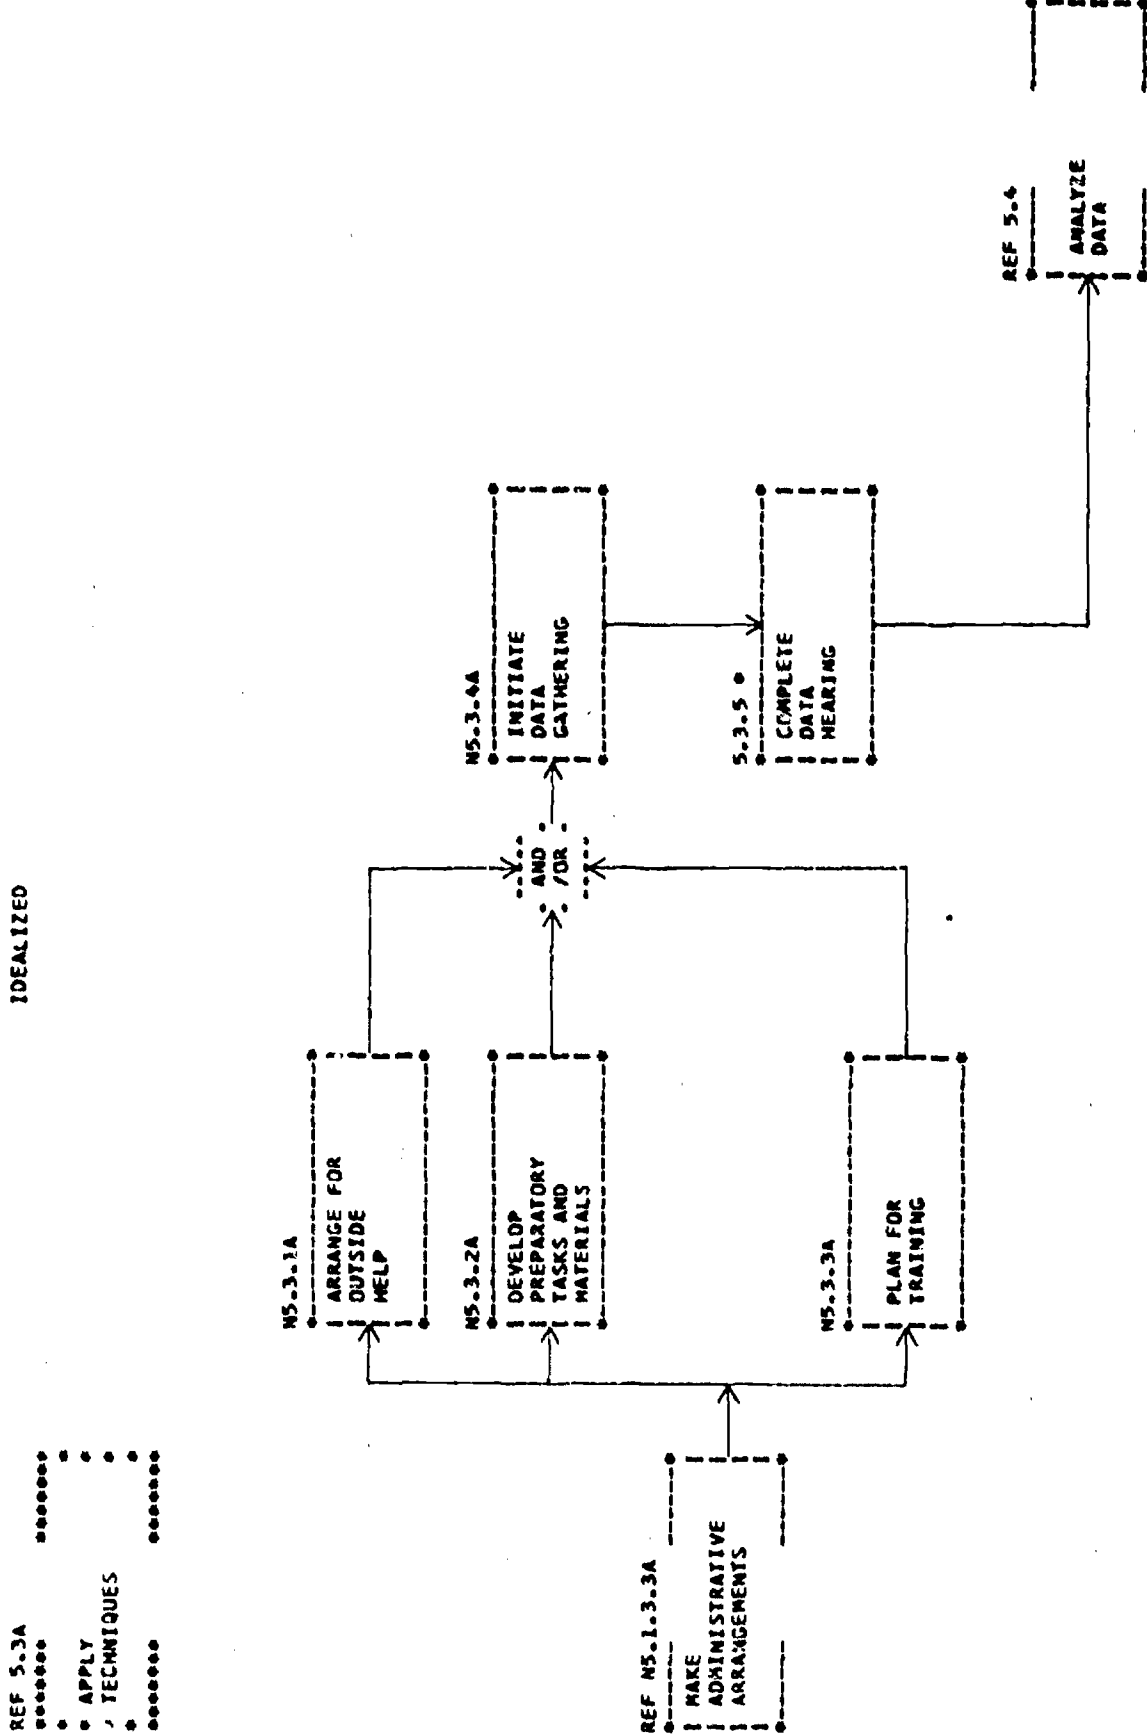 IDEALIZED
REF 5.3A
APPLY
TECHNIQUES
REF N5.1.3.3A
MAKE
ADMINISTRATIVE
ARRANGEMENTS
N5.3.1A
ARRANGE FOR
OUTSIDE
HELP
N5.3.2A
DEVELOP
PREPARATORY
TASKS AND
MATERIALS
N5.3.3A
PLAN FOR
TRAINING
AND
/OR
N5.3.4A
INITIATE
DATA
GATHERING
5.3.5 *
COMPLETE
DATA
HEARING
REF 5.4
ANALYZE
DATA